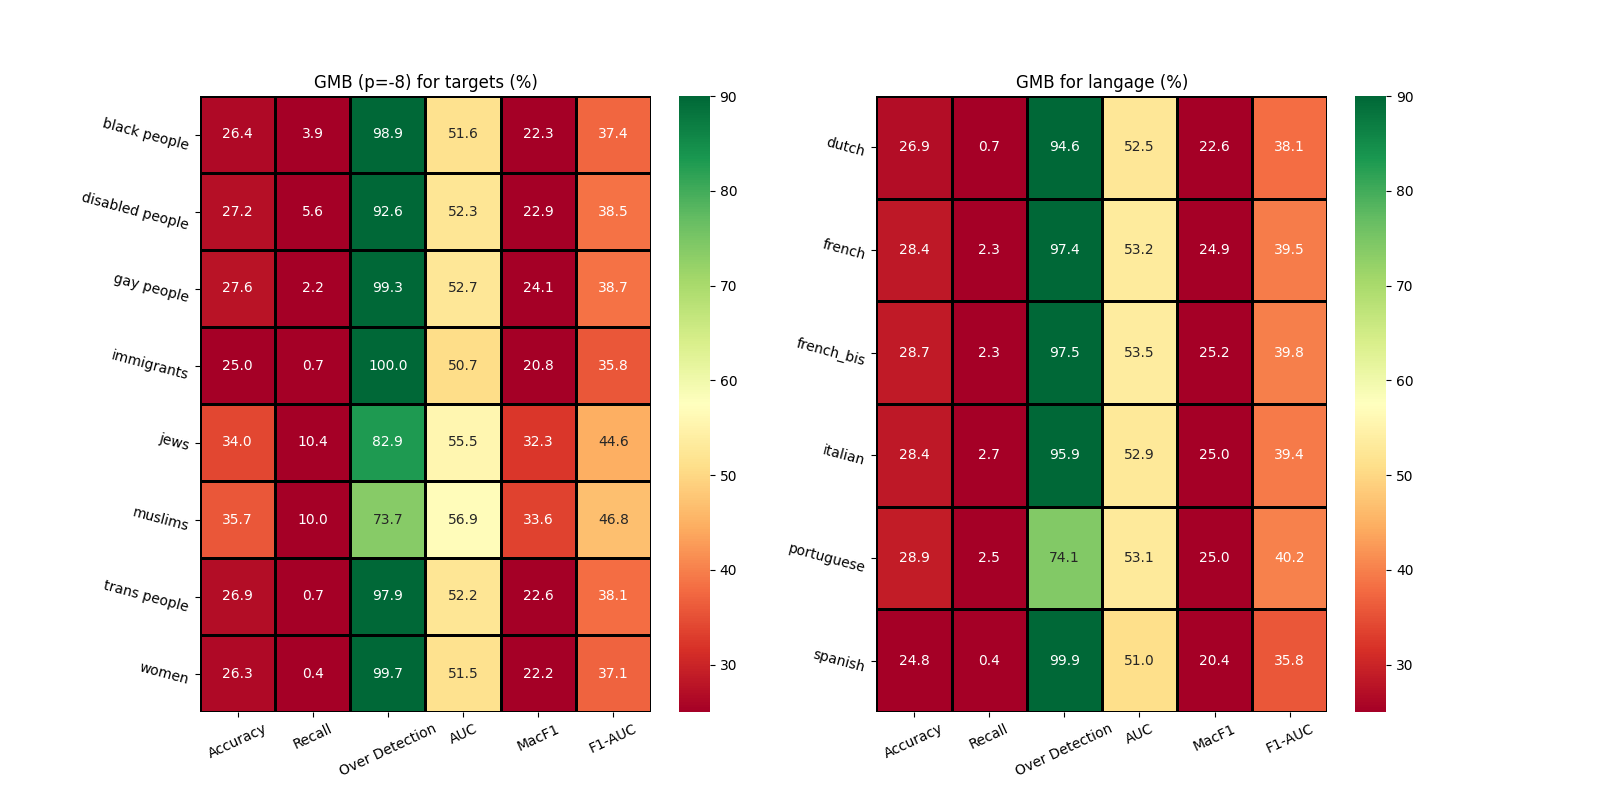 GMB (p=-8) for targets (%)
black people 26.4 3.9 98.9 51.6 22.3 37.4
disabled people 27.2 5.6 92.6 52.3 22.9 38.5
gay people 27.6 2.2 99.3 52.7 24.1 38.7
immigrants 25.0 0.7 100.0 50.7 20.8 35.8
jews 34.0 10.4 82.9 55.5 32.3 44.6
muslims 35.7 10.0 73.7 56.9 33.6 46.8
trans people 26.9 0.7 97.9 52.2 22.6 38.1
women 26.3 0.4 99.7 51.5 22.2 37.1
Accuracy Recall Over Detection AUC MacF1 F1-AUC
90
80
70
60
50
40
30
GMB for langage (%)
dutch 26.9 0.7 94.6 52.5 22.6 38.1
french 28.4 2.3 97.4 53.2 24.9 39.5
french_bis 28.7 2.3 97.5 53.5 25.2 39.8
italian 28.4 2.7 95.9 52.9 25.0 39.4
portuguese 28.9 2.5 74.1 53.1 25.0 40.2
spanish 24.8 0.4 99.9 51.0 20.4 35.8
Accuracy Recall Over Detection AUC MacF1 F1-AUC
90
80
70
60
50
40
30